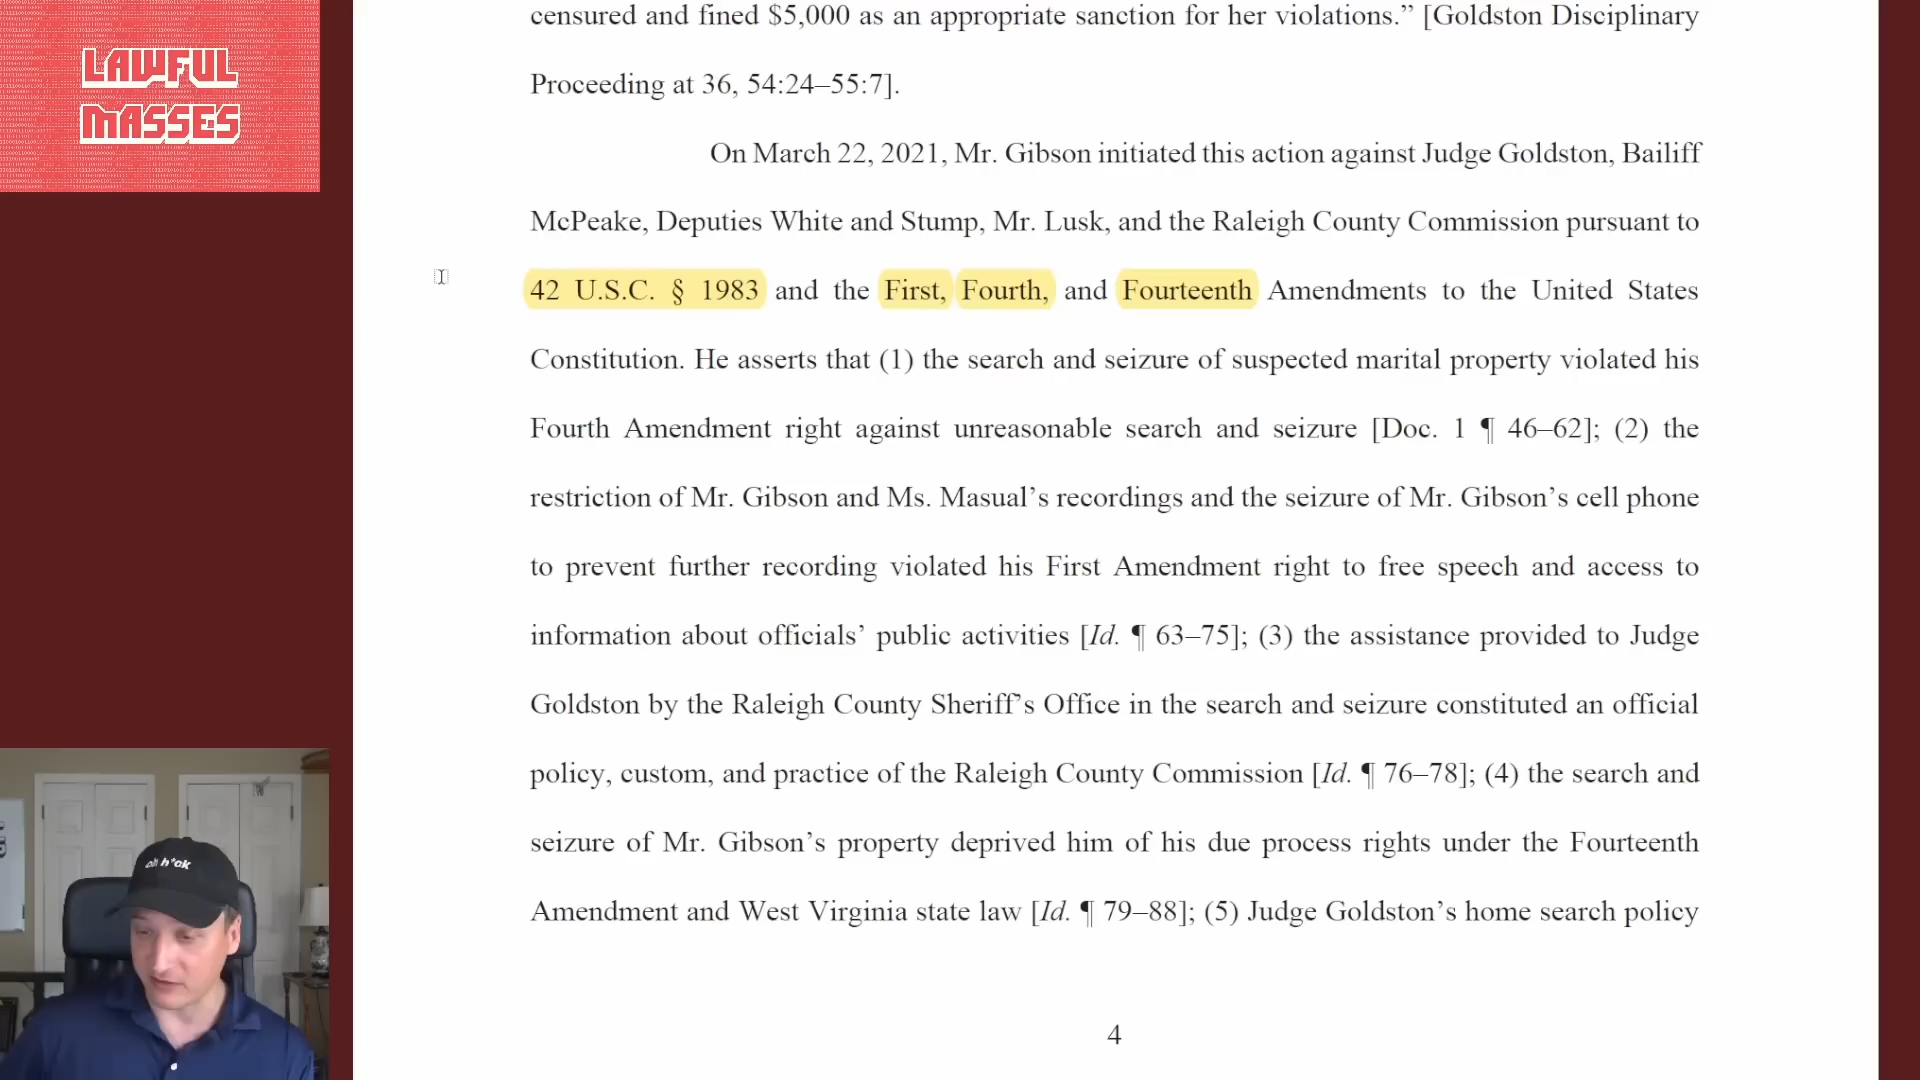 LAWFUL
MASSES
censured and fined $5,000 as an appropriate sanction for her violations.” [Goldston Disciplinary
Proceeding at 36, 54:24–55:7].
On March 22, 2021, Mr. Gibson initiated this action against Judge Goldston, Bailiff
McPeake, Deputies White and Stump, Mr. Lusk, and the Raleigh County Commission pursuant to
42 U.S.C. § 1983 and the First, Fourth, and Fourteenth Amendments to the United States
Constitution. He asserts that (1) the search and seizure of suspected marital property violated his
Fourth Amendment right against unreasonable search and seizure [Doc. 1 ¶ 46–62]; (2) the
restriction of Mr. Gibson and Ms. Masual’s recordings and the seizure of Mr. Gibson’s cell phone
to prevent further recording violated his First Amendment right to free speech and access to
information about officials’ public activities [Id. ¶ 63–75]; (3) the assistance provided to Judge
Goldston by the Raleigh County Sheriff’s Office in the search and seizure constituted an official
policy, custom, and practice of the Raleigh County Commission [Id. ¶ 76–78]; (4) the search and
seizure of Mr. Gibson’s property deprived him of his due process rights under the Fourteenth
Amendment and West Virginia state law [Id. ¶ 79–88]; (5) Judge Goldston’s home search policy
4
oh h*ck